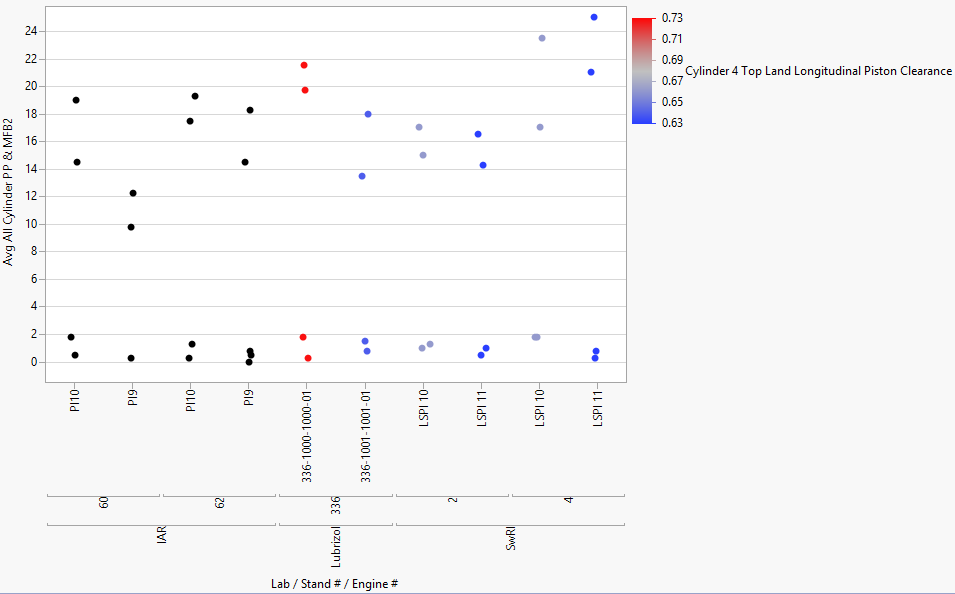 Avg All Cylinder PP & MFB2
24
22
20
18
16
14
12
10
8
6
4
2
0
PI10
PI9
PI10
PI9
336-1000-1000-01
336-1001-1001-01
LSPI 10
LSPI 11
LSPI 10
LSPI 11
60
62
336
2
4
IAR
Lubrizol
SwRI
Lab / Stand # / Engine #
0.73
0.71
0.69
0.67
0.65
0.63
Cylinder 4 Top Land Longitudinal Piston Clearance